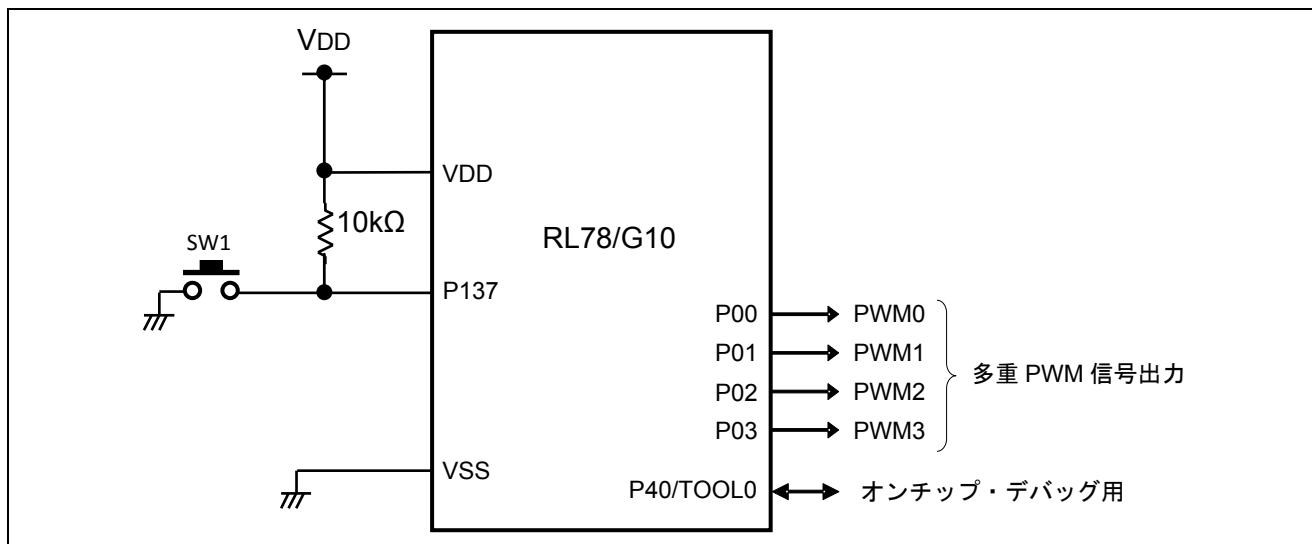 VDD
VDD
10kΩ
RL78/G10
SW1
P137
P00
PWM0
P01
PWM1
多重 PWM 信号出力
P02
PWM2
P03
PWM3
VSS
P40/TOOL0
オンチップ・デバッグ用